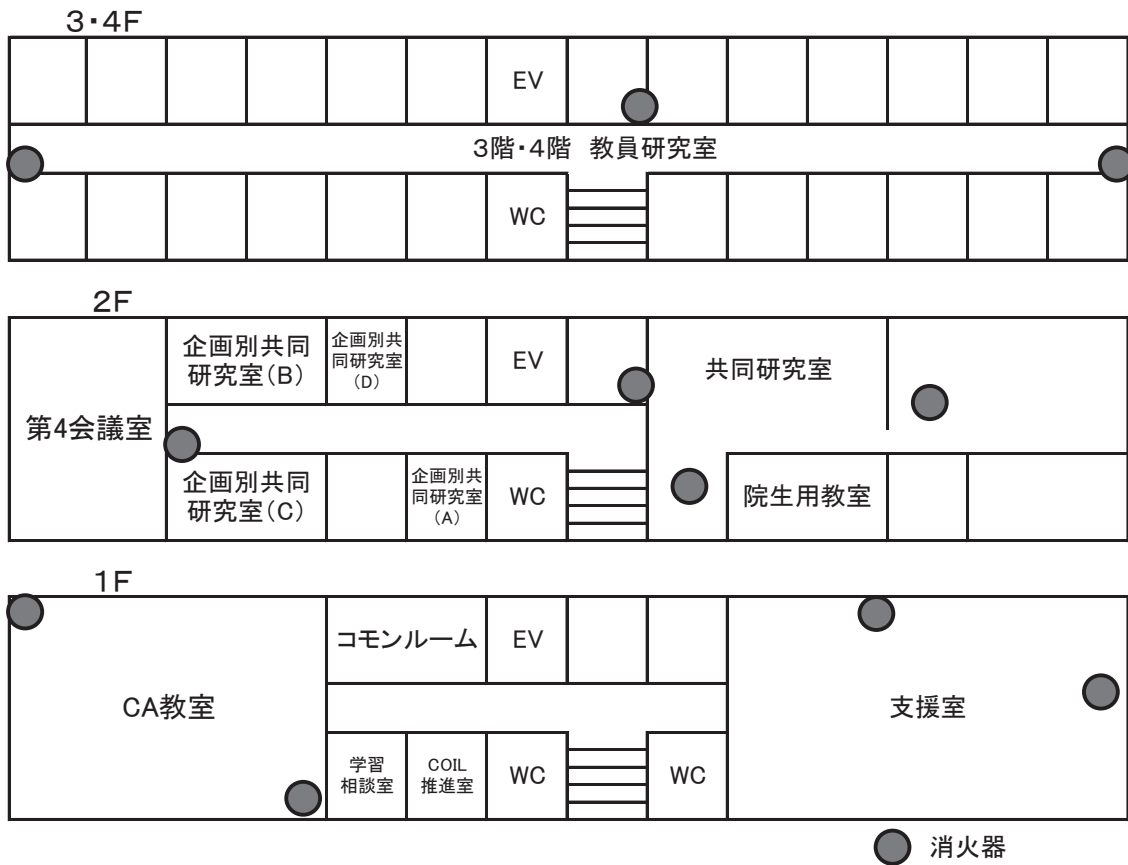 3・4F
EV
3階・4階 教員研究室
WC
2F
第4会議室
企画別共同
研究室(B)
企画別共
同研究室
(D)
EV
共同研究室
企画別共同
研究室(C)
企画別共
同研究室
(A)
WC
院生用教室
1F
CA教室
コモンルーム
EV
支援室
学習
相談室
COIL
推進室
WC
WC
消火器